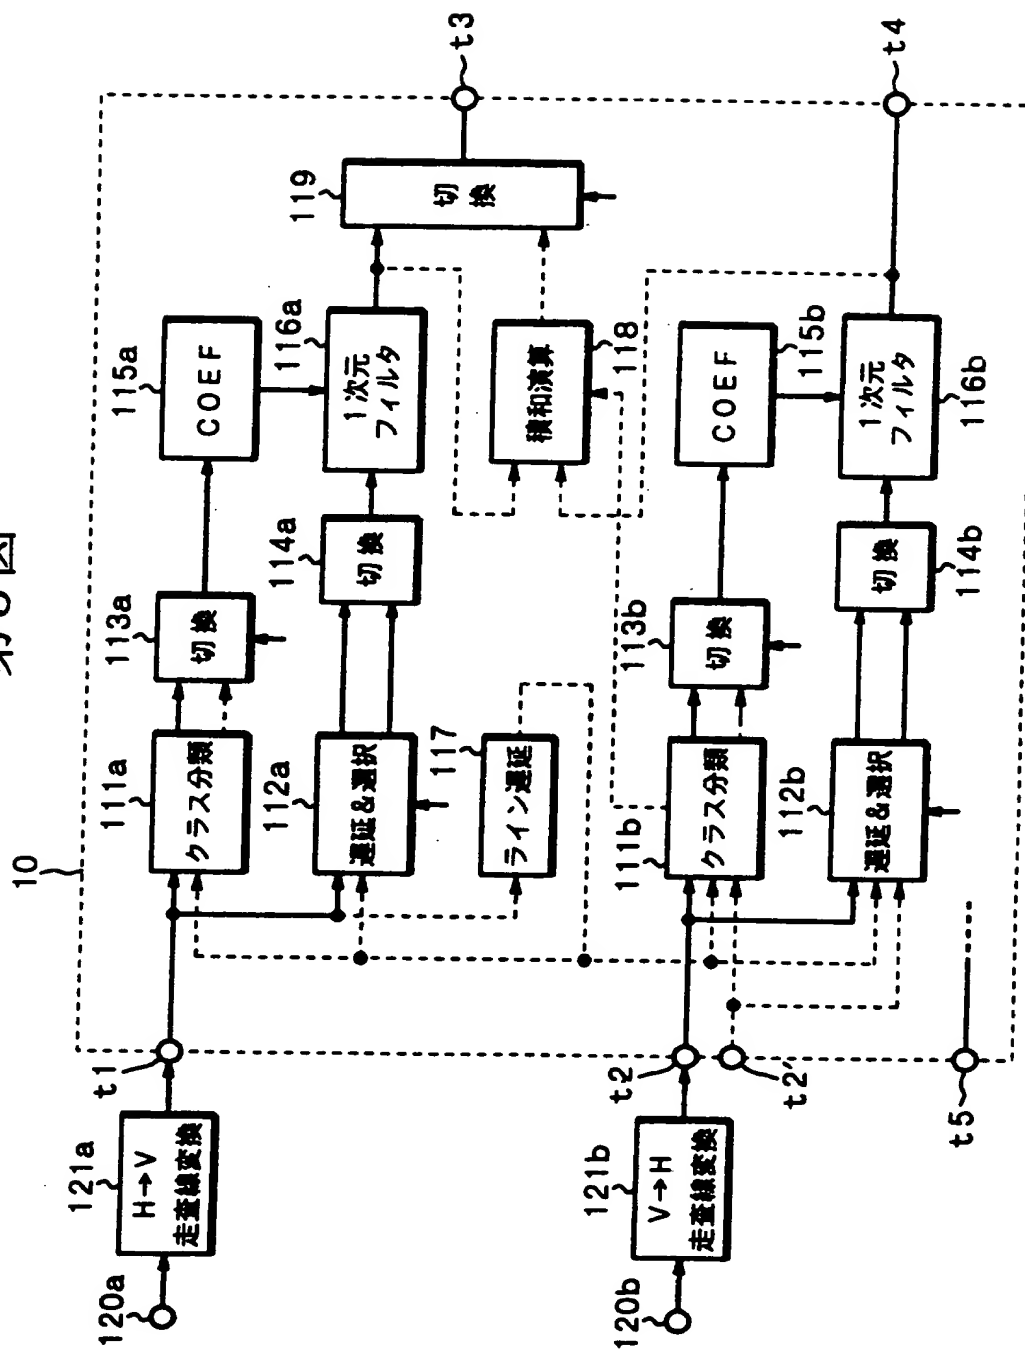 10
120a
121a
H→V
走査線変換
t1
111a
クラス分類
112a
遅延&選択
113a
切換
114a
切換
115a
COEF
116a
1次元
フィルタ
117
ライン遅延
118
積和演算
119
切換
t3
120b
121b
V→H
走査線変換
t2
t2'
t5
111b
クラス分類
112b
遅延&選択
113b
切換
114b
切換
115b
COEF
116b
1次元
フィルタ
t4